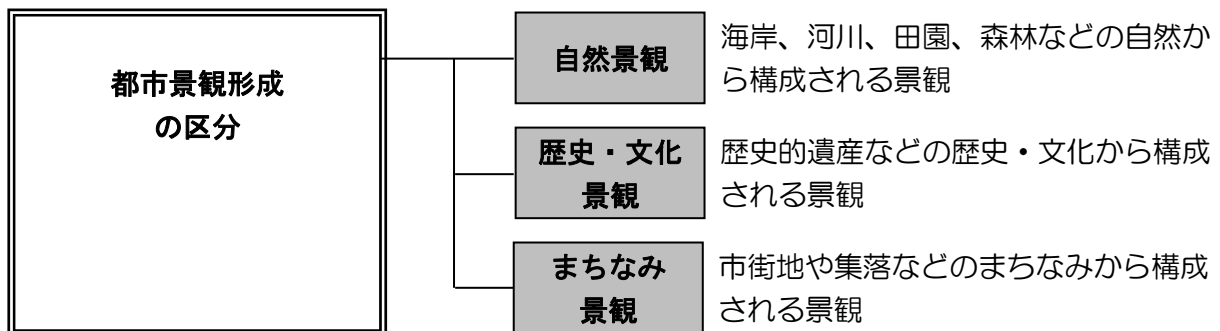 都市景観形成
の区分
自然景観
海岸、河川、田園、森林などの自然か
ら構成される景観
歴史・文化
景観
歴史的遺産などの歴史・文化から構成
される景観
まちなみ
景観
市街地や集落などのまちなみから構成
される景観